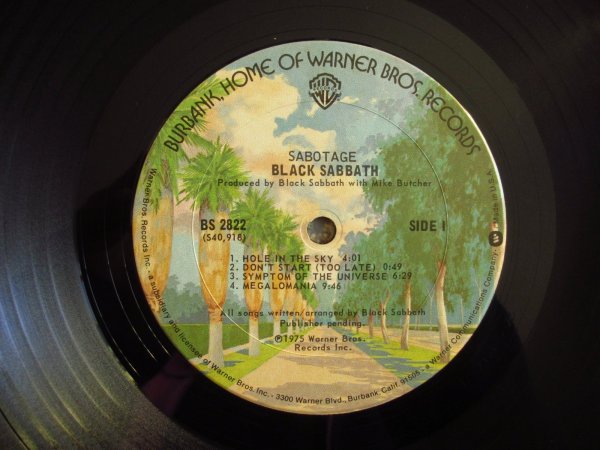 BURBANK, HOME OF WARNER BROS. RECORDS
SABOTAGE
BLACK SABBATH
Produced by Black Sabbath with Mike Butcher
BS 2822
(S40,918)
SIDE 1
1. HOLE IN THE SKY 4:01
2. DON'T START (TOO LATE) 0:49
3. SYMPTOM OF THE UNIVERSE 6:29
4. MEGALOMANIA 9:46
All songs written/arranged by Black Sabbath
Publisher pending.
©1975 Warner Bros.
Records Inc.
Warner Bros. Records Inc. - a subsidiary and licensee of Warner Bros. Inc. - 3300 Warner Blvd., Burbank, Calif. 91505 - a Warner Communications Company.
Made in U.S.A.